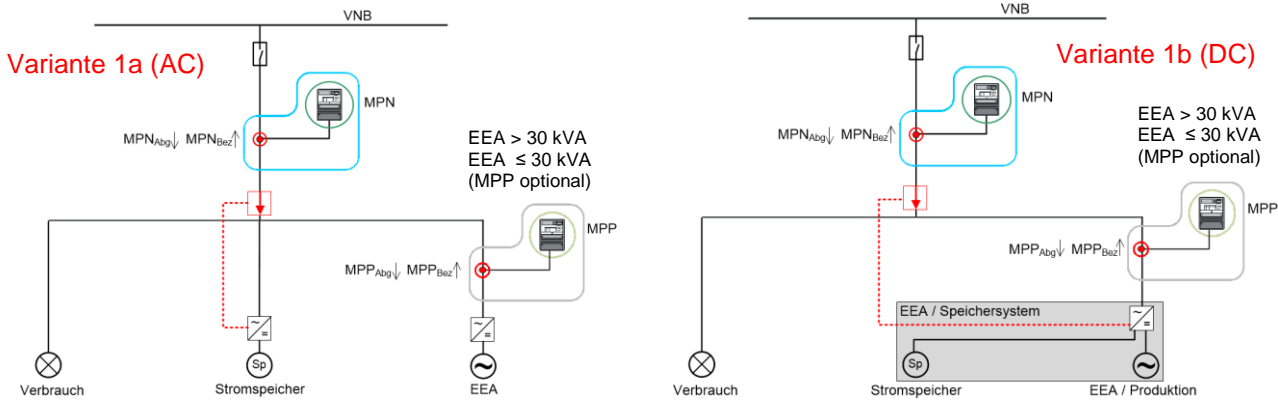 VNB
Variante 1a (AC)
MPN
MPNAbg↓ MPNBez↑
EEA > 30 kVA
EEA ≤ 30 kVA
(MPP optional)
MPP
MPPAbg↓ MPPBez↑
Sp
Verbrauch
Stromspeicher
EEA
VNB
Variante 1b (DC)
MPN
MPNAbg↓ MPNBez↑
EEA > 30 kVA
EEA ≤ 30 kVA
(MPP optional)
MPP
MPPAbg↓ MPPBez↑
EEA / Speichersystem
Sp
Verbrauch
Stromspeicher
EEA / Produktion